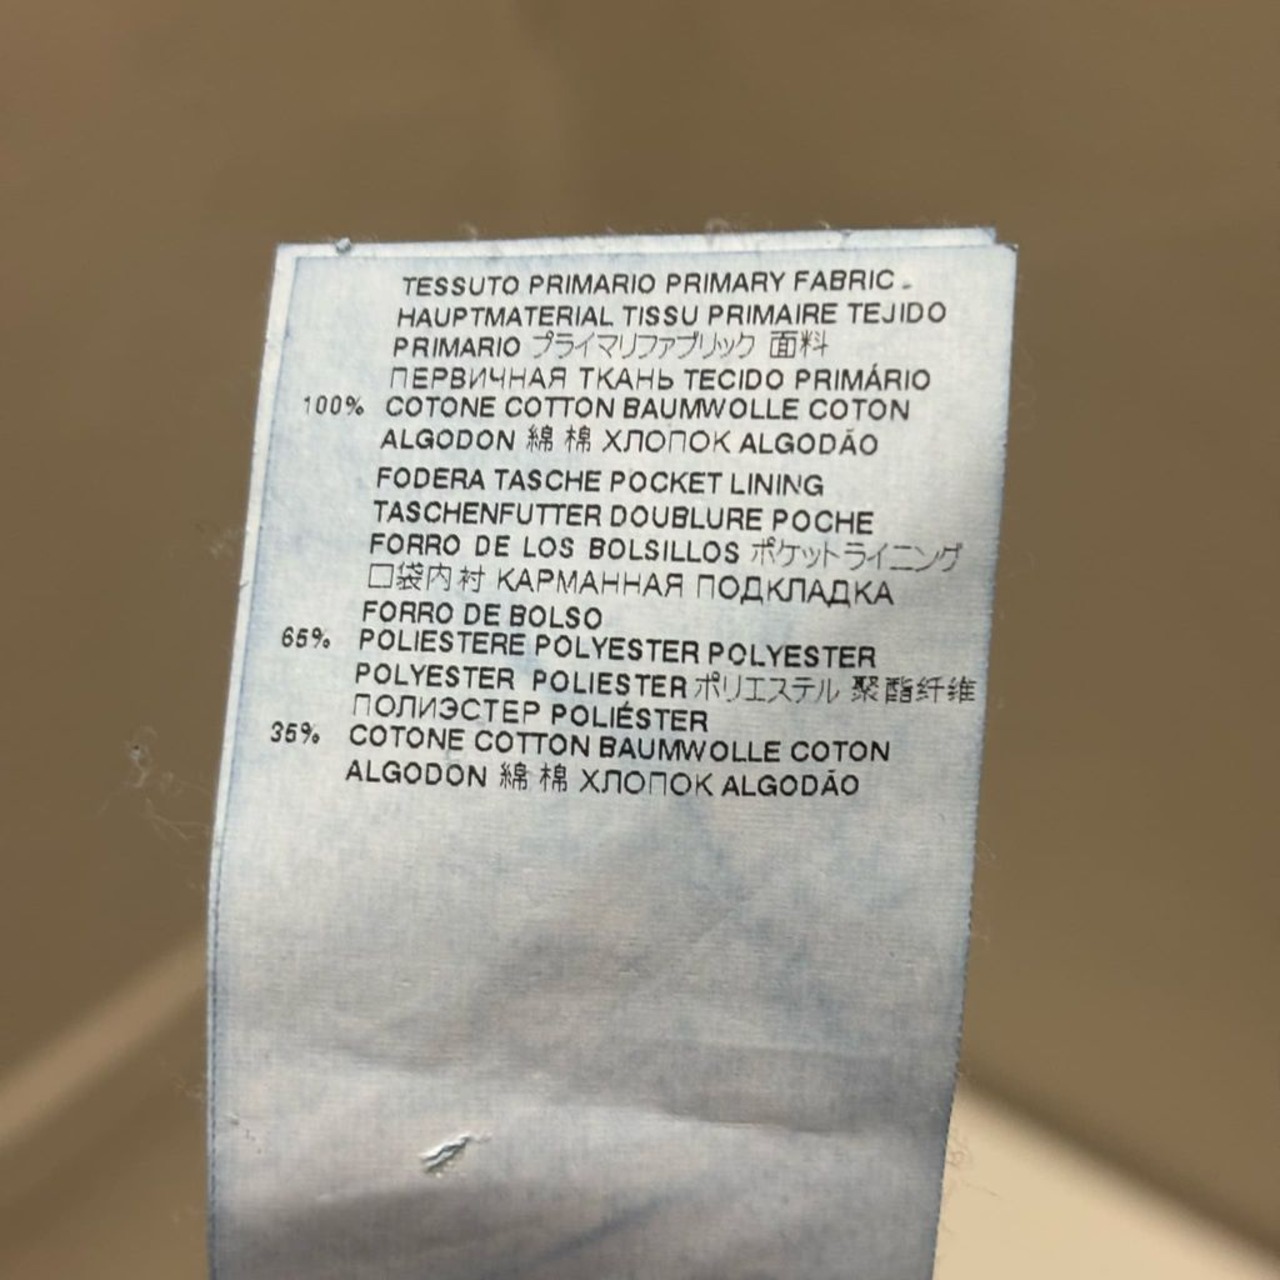 TESSUTO PRIMARIO PRIMARY FABRIC
HAUPTMATERIAL TISSU PRIMAIRE TEJIDO
PRIMARIO プライマリファブリック 面料
ПЕРВИЧНАЯ ТКАНЬ TECIDO PRIMÁRIO
100% COTONE COTTON BAUMWOLLE COTON
ALGODON 綿 棉 ХЛОПОК ALGODÃO
FODERA TASCHE POCKET LINING
TASCHENFUTTER DOUBLURE POCHE
FORRO DE LOS BOLSILLOS ポケットライニング
口袋内衬 КАРМАННАЯ ПОДКЛАДКА
FORRO DE BOLSO
65% POLIESTERE POLYESTER POLYESTER
POLYESTER POLIESTER ポリエステル 聚酯纤维
ПОЛИЭСТЕР POLIÉSTER
35% COTONE COTTON BAUMWOLLE COTON
ALGODON 綿 棉 ХЛОПОК ALGODÃO